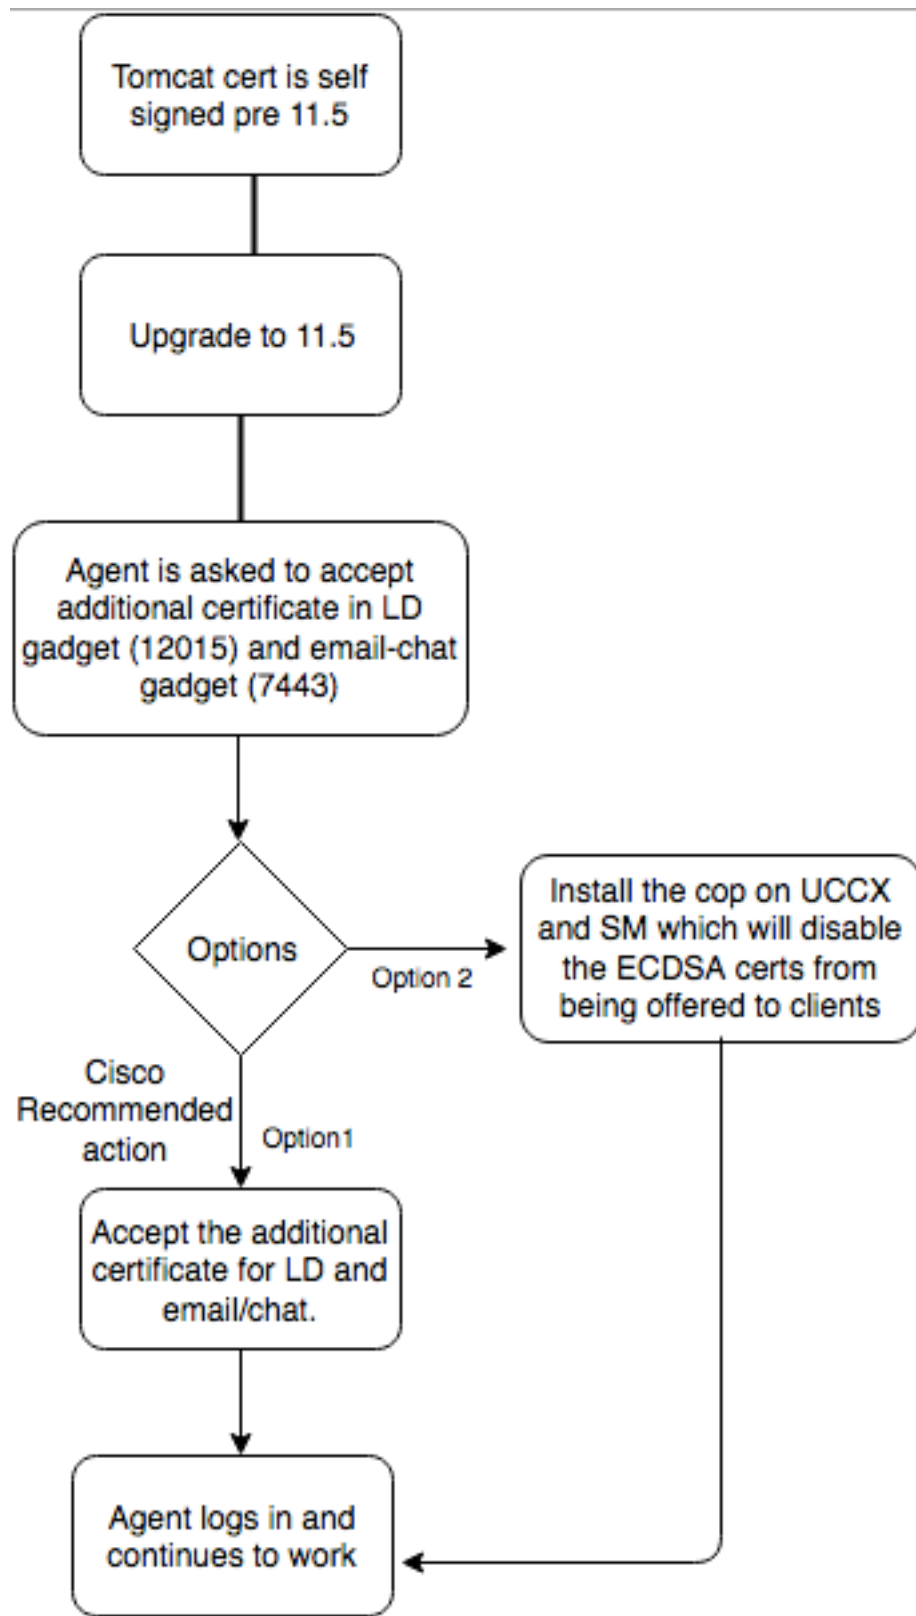 Tomcat cert is self
signed pre 11.5
Upgrade to 11.5
Agent is asked to accept
additional certificate in LD
gadget (12015) and email-chat
gadget (7443)
Options
Option 2
Install the cop on UCCX
and SM which will disable
the ECDSA certs from
being offered to clients
Cisco
Recommended
action
Option1
Accept the additional
certificate for LD and
email/chat.
Agent logs in and
continues to work